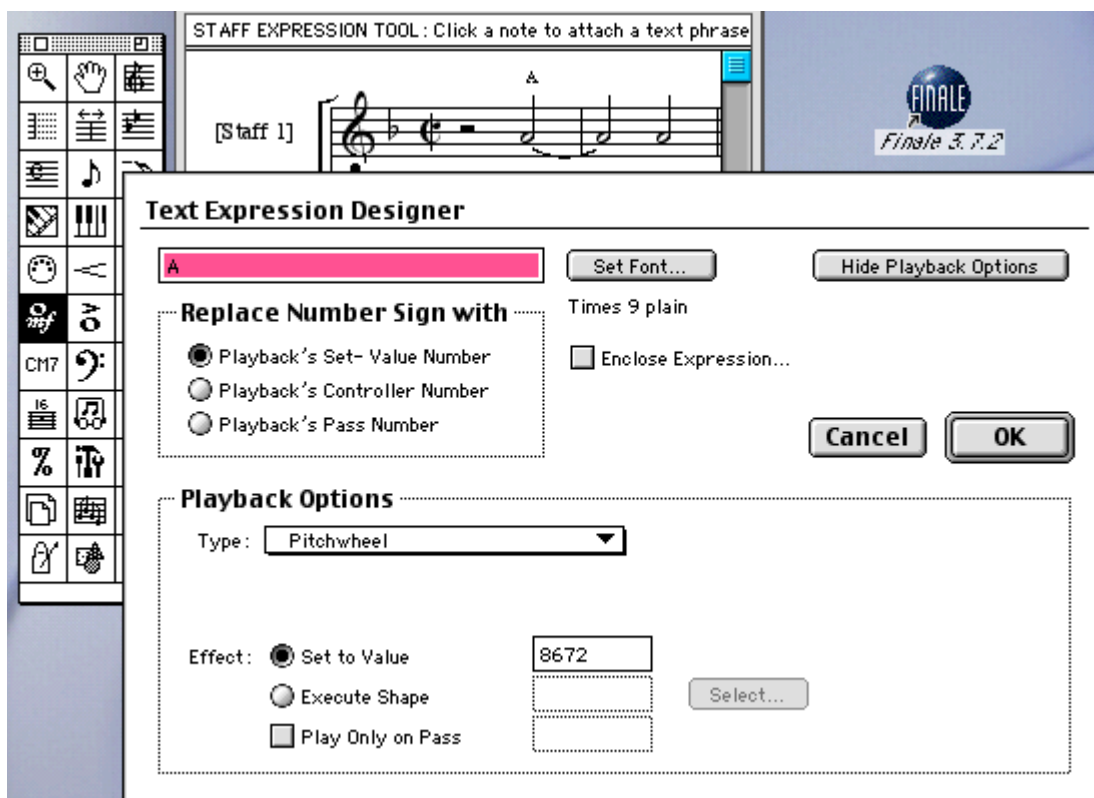 STAFF EXPRESSION TOOL: Click a note to attach a text phrase
A
[Staff 1]
FINALE
Finale 3.7.2
mf
CM7
16
%
Text Expression Designer
A
Set Font...
Hide Playback Options
Times 9 plain
Replace Number Sign with
Playback's Set- Value Number
Playback's Controller Number
Playback's Pass Number
Enclose Expression...
Cancel
OK
Playback Options
Type: Pitchwheel
Effect: Set to Value 8672
Execute Shape Select...
Play Only on Pass